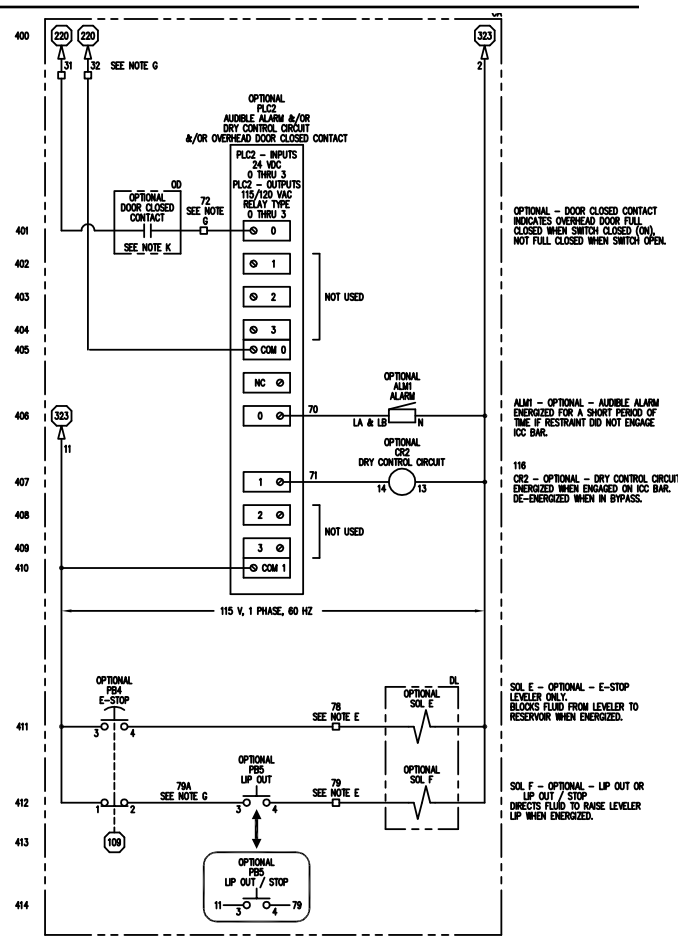 400
220
220
323
31
32
SEE NOTE G
2
OPTIONAL
PLC2
AUDIBLE ALARM &/OR
DRY CONTROL CIRCUIT
&/OR OVERHEAD DOOR CLOSED CONTACT
PLC2 - INPUTS
24 VDC
0 THRU 3
PLC2 - OUTPUTS
115/120 VAC
RELAY TYPE
0 THRU 3
OD
OPTIONAL
DOOR CLOSED
CONTACT
SEE NOTE K
72
SEE NOTE
G
401
0
OPTIONAL - DOOR CLOSED CONTACT
INDICATES OVERHEAD DOOR FULL
CLOSED WHEN SWITCH CLOSED (ON),
NOT FULL CLOSED WHEN SWITCH OPEN.
402
1
403
2
NOT USED
404
3
405
COM 0
NC
OPTIONAL
ALM1
ALARM
406
323
11
0
70
LA & LB
N
ALM1 - OPTIONAL - AUDIBLE ALARM
ENERGIZED FOR A SHORT PERIOD OF
TIME IF RESTRAINT DID NOT ENGAGE
ICC BAR.
OPTIONAL
CR2
DRY CONTROL CIRCUIT
407
1
71
14
13
116
CR2 - OPTIONAL - DRY CONTROL CIRCUIT
ENERGIZED WHEN ENGAGED ON ICC BAR.
DE-ENERGIZED WHEN IN BYPASS.
408
2
NOT USED
409
3
410
COM 1
115 V, 1 PHASE, 60 HZ
OPTIONAL
PB4
E-STOP
DL
OPTIONAL
SOL E
78
SEE NOTE E
411
3
4
SOL E - OPTIONAL - E-STOP
LEVELER ONLY.
BLOCKS FLUID FROM LEVELER TO
RESERVOIR WHEN ENERGIZED.
OPTIONAL
PB5
LIP OUT
OPTIONAL
SOL F
79A
SEE NOTE G
79
SEE NOTE E
412
1
2
3
4
SOL F - OPTIONAL - LIP OUT OR
LIP OUT / STOP
DIRECTS FLUID TO RAISE LEVELER
LIP WHEN ENERGIZED.
413
109
OPTIONAL
PB5
LIP OUT / STOP
414
11
3
4
79